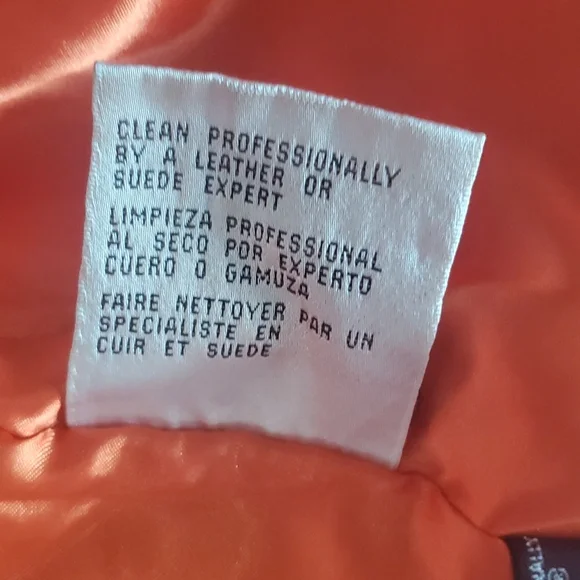 CLEAN PROFESSIONALLY
BY A LEATHER OR
SUEDE EXPERT
LIMPIEZA PROFESSIONAL
AL SECO POR EXPERTO
CUERO O GAMUZA
FAIRE NETTOYER PAR UN
SPECIALISTE EN
CUIR ET SUEDE